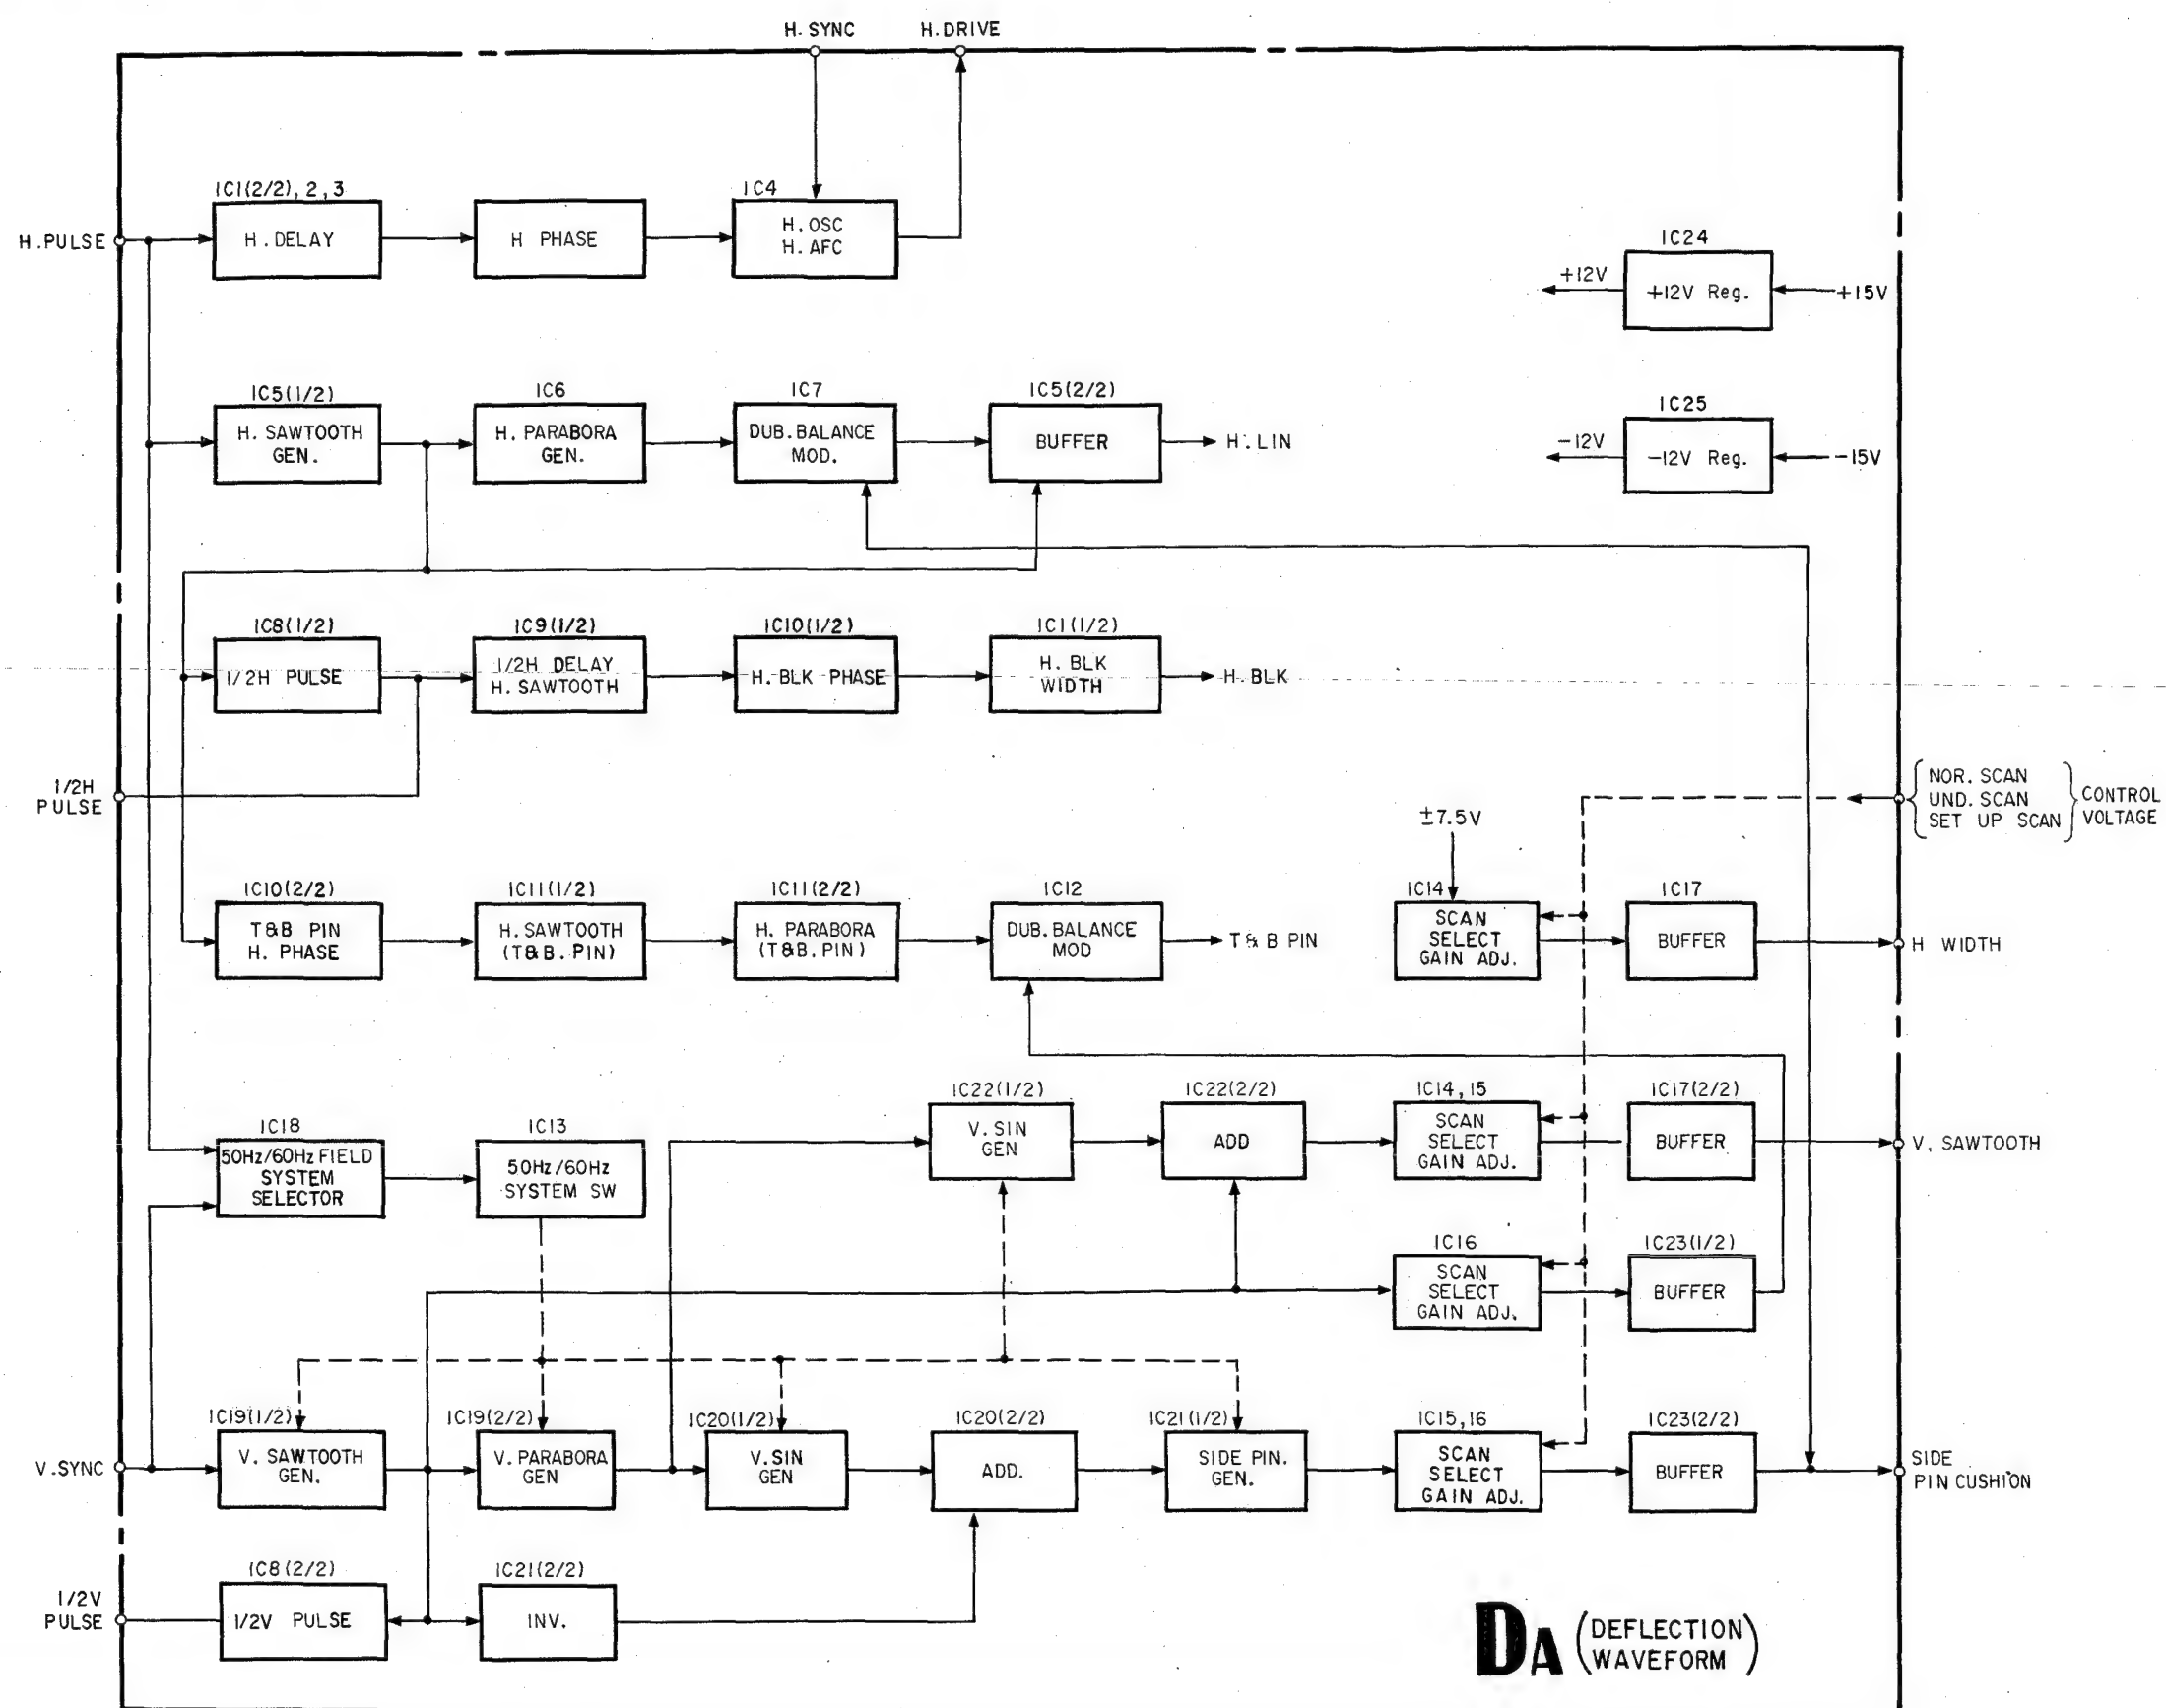 H. SYNC
H. DRIVE
IC1(2/2), 2, 3
IC4
H. PULSE
H. DELAY
H PHASE
H. OSC
H. AFC
IC24
+12V
+12V Reg.
+15V
IC5(1/2)
IC6
IC7
IC5(2/2)
IC25
H. SAWTOOTH
GEN.
H. PARABORA
GEN.
DUB. BALANCE
MOD.
BUFFER
H. LIN
-12V
-12V Reg.
-15V
IC8(1/2)
IC9(1/2)
IC10(1/2)
IC1(1/2)
1/2H PULSE
1/2H DELAY
H. SAWTOOTH
H. BLK PHASE
H. BLK
WIDTH
H. BLK
1/2H
PULSE
NOR. SCAN
UND. SCAN
SET UP SCAN
CONTROL
VOLTAGE
±7.5V
IC10(2/2)
IC11(1/2)
IC11(2/2)
IC12
IC14
IC17
T&B PIN
H. PHASE
H. SAWTOOTH
(T&B. PIN)
H. PARABORA
(T&B. PIN)
DUB. BALANCE
MOD
T & B PIN
SCAN
SELECT
GAIN ADJ.
BUFFER
H WIDTH
IC18
IC13
IC22(1/2)
IC22(2/2)
IC14, 15
IC17(2/2)
50Hz/60Hz FIELD
SYSTEM
SELECTOR
50Hz/60Hz
SYSTEM SW
V. SIN
GEN
ADD
SCAN
SELECT
GAIN ADJ.
BUFFER
V. SAWTOOTH
IC16
IC23(1/2)
SCAN
SELECT
GAIN ADJ.
BUFFER
IC19(1/2)
IC19(2/2)
IC20(1/2)
IC20(2/2)
IC21(1/2)
IC15, 16
IC23(2/2)
V. SYNC
V. SAWTOOTH
GEN.
V. PARABORA
GEN
V. SIN
GEN
ADD.
SIDE PIN.
GEN.
SCAN
SELECT
GAIN ADJ.
BUFFER
SIDE
PIN CUSHION
IC8(2/2)
IC21(2/2)
1/2V
PULSE
1/2V PULSE
INV.
DA (DEFLECTION
WAVEFORM)